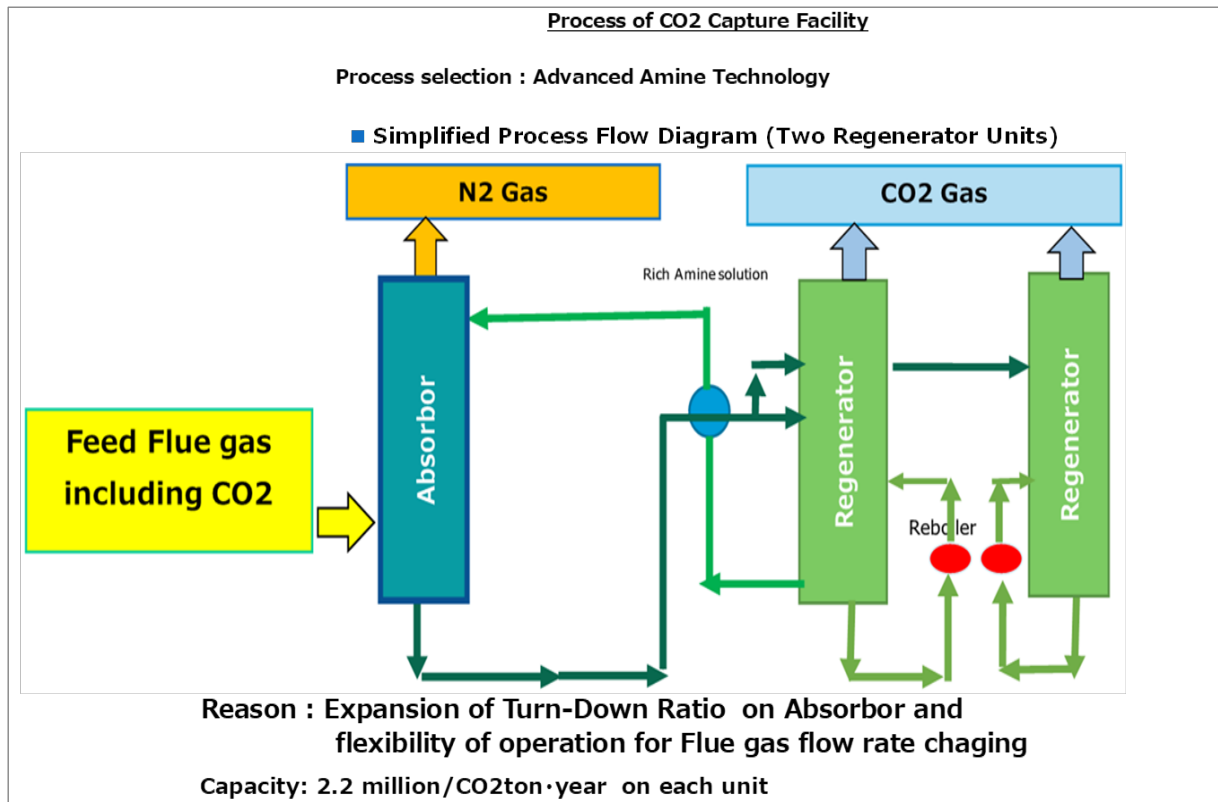 Process of CO2 Capture Facility
Process selection : Advanced Amine Technology
■ Simplified Process Flow Diagram (Two Regenerator Units)
N2 Gas
CO2 Gas
Rich Amine solution
Absorbor
Regenerator
Regenerator
Feed Flue gas
including CO2
Reboiler
Reason : Expansion of Turn-Down Ratio on Absorbor and
flexibility of operation for Flue gas flow rate chaging
Capacity: 2.2 million/CO2ton·year on each unit